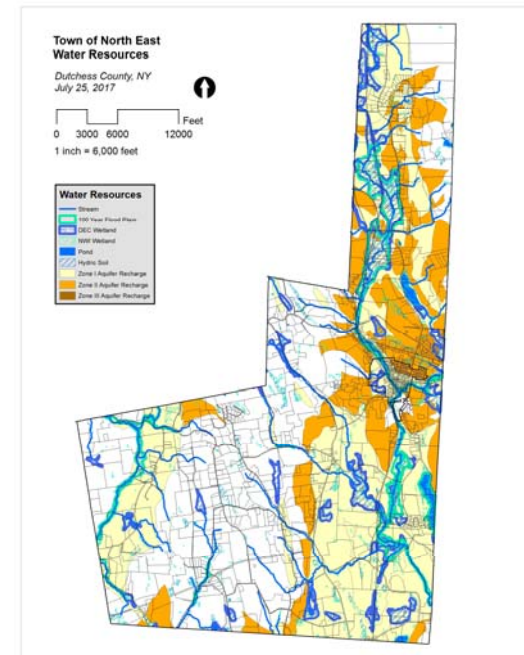 Town of North East
Water Resources
Dutchess County, NY
July 25, 2017
Feet
0 3000 6000 12000
1 inch = 6,000 feet
Water Resources
Stream
100 Year Flood Plain
DEC Wetland
NWI Wetland
Pond
Hydric Soil
Zone I Aquifer Recharge
Zone II Aquifer Recharge
Zone III Aquifer Recharge